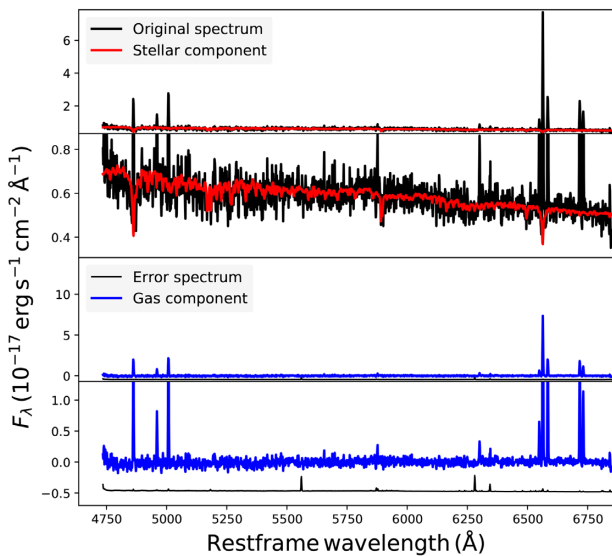 6
4
2
Original spectrum
Stellar component
0.8
0.6
0.4
10
5
0
Error spectrum
Gas component
1.0
0.5
0.0
−0.5
F_λ (10⁻¹⁷ erg s⁻¹ cm⁻² Å⁻¹)
4750 5000 5250 5500 5750 6000 6250 6500 6750
Restframe wavelength (Å)